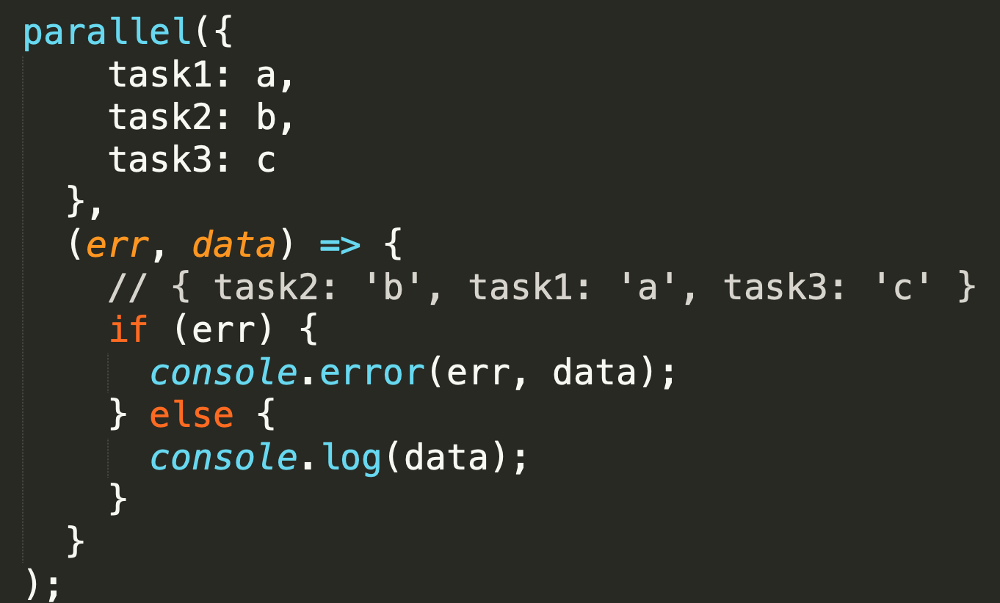 parallel({
    task1: a,
    task2: b,
    task3: c
  },
  (err, data) => {
    // { task2: 'b', task1: 'a', task3: 'c' }
    if (err) {
      console.error(err, data);
    } else {
      console.log(data);
    }
  }
);